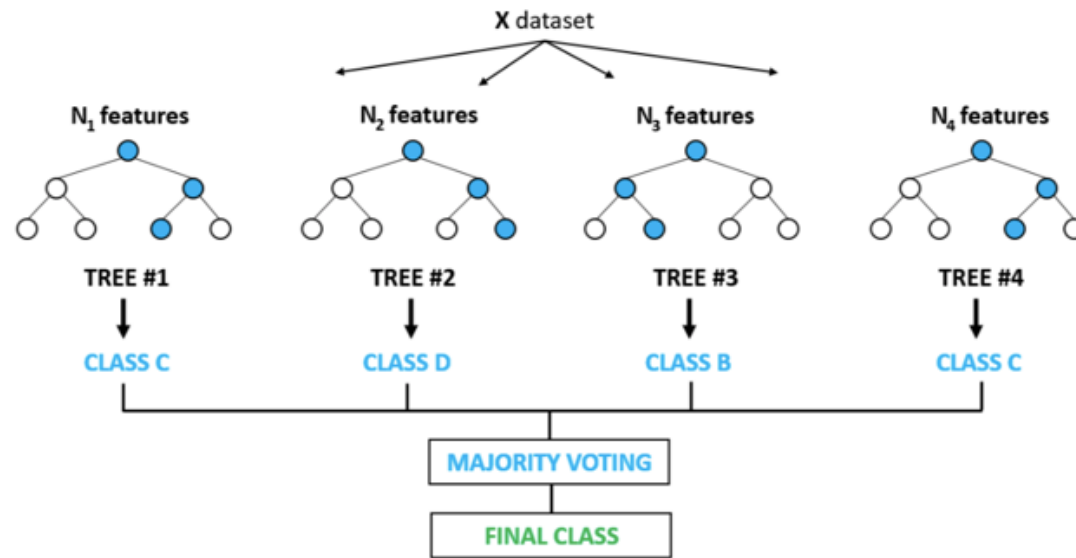 X dataset
N₁ features
N₂ features
N₃ features
N₄ features
TREE #1
TREE #2
TREE #3
TREE #4
CLASS C
CLASS D
CLASS B
CLASS C
MAJORITY VOTING
FINAL CLASS